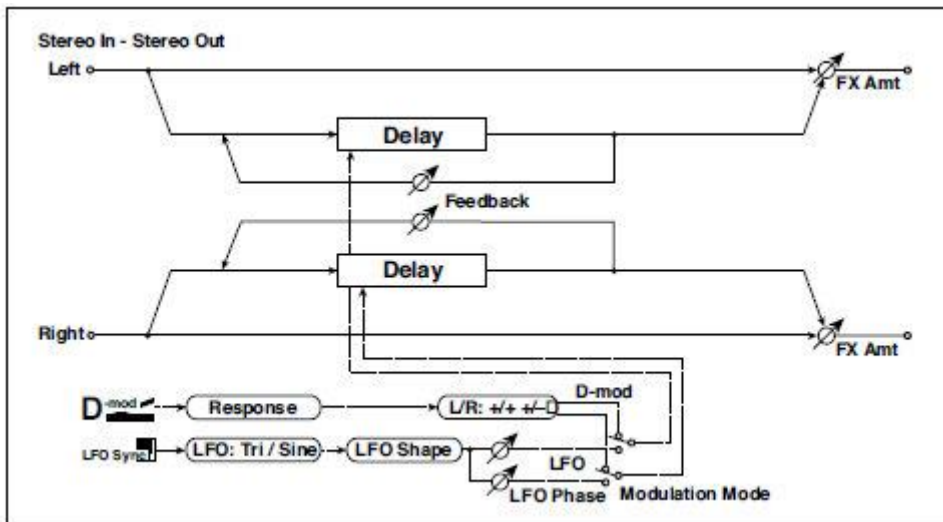 Stereo In - Stereo Out
Left
FX Amt
Delay
Feedback
Delay
Right
FX Amt
D-mod
D-mod
Response
L/R: +/+ +/–
LFO Sync
LFO: Tri / Sine
LFO Shape
LFO
LFO Phase
Modulation Mode